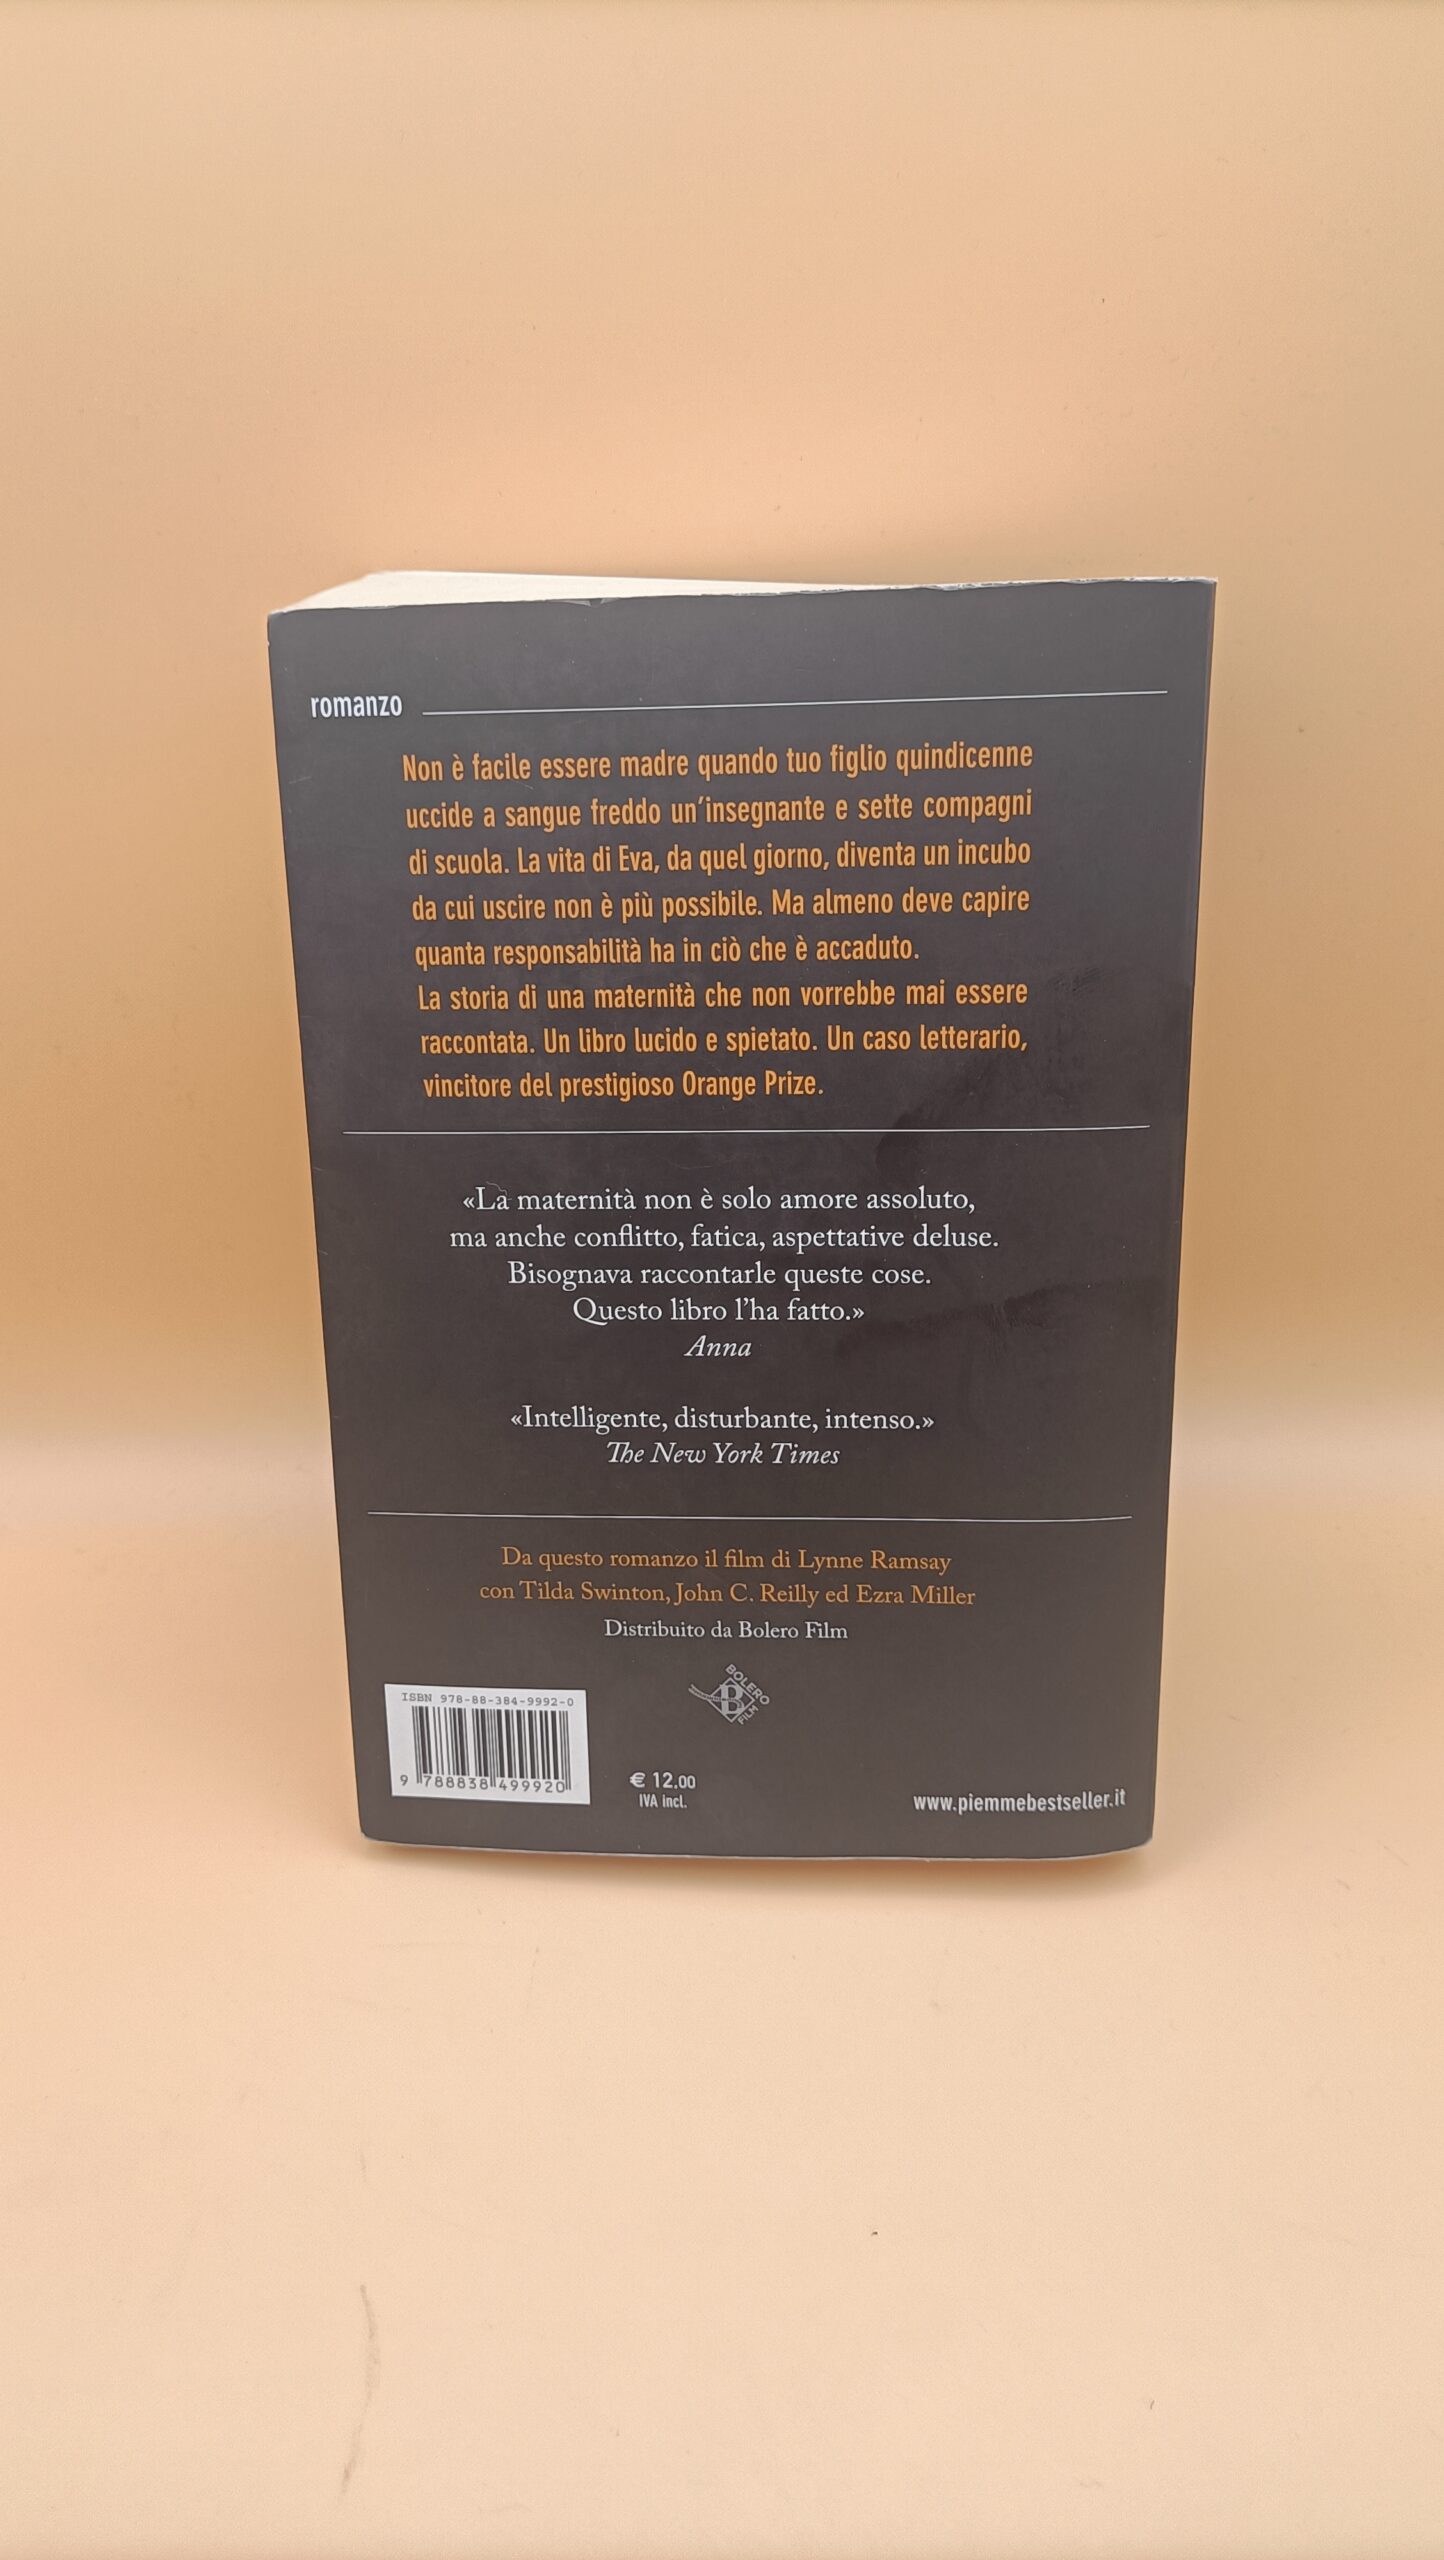 romanzo
Non è facile essere madre quando tuo figlio quindicenne
uccide a sangue freddo un'insegnante e sette compagni
di scuola. La vita di Eva, da quel giorno, diventa un incubo
da cui uscire non è più possibile. Ma almeno deve capire
quanta responsabilità ha in ciò che è accaduto.
La storia di una maternità che non vorrebbe mai essere
raccontata. Un libro lucido e spietato. Un caso letterario,
vincitore del prestigioso Orange Prize.
«La maternità non è solo amore assoluto,
ma anche conflitto, fatica, aspettative deluse.
Bisognava raccontarle queste cose.
Questo libro l'ha fatto.»
Anna
«Intelligente, disturbante, intenso.»
The New York Times
Da questo romanzo il film di Lynne Ramsay
con Tilda Swinton, John C. Reilly ed Ezra Miller
Distribuito da Bolero Film
BOLERO
B
FILM
ISBN 978-88-384-9992-0
9 788838 499920
€ 12,00
IVA incl.
www.piemmebestseller.it